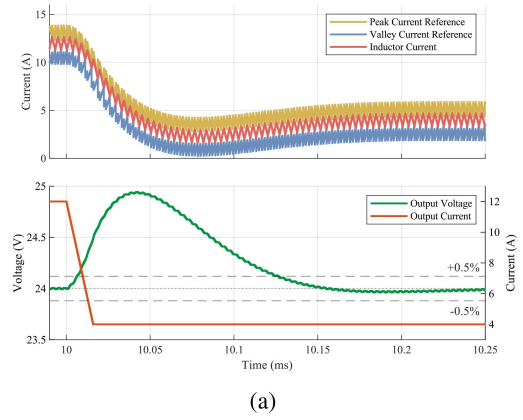 15
10
5
0
Current (A)
Peak Current Reference
Valley Current Reference
Inductor Current
25
24.5
24
23.5
Voltage (V)
Output Voltage
Output Current
+0.5%
-0.5%
12
10
8
6
4
Current (A)
10
10.05
10.1
10.15
10.2
10.25
Time (ms)
(a)